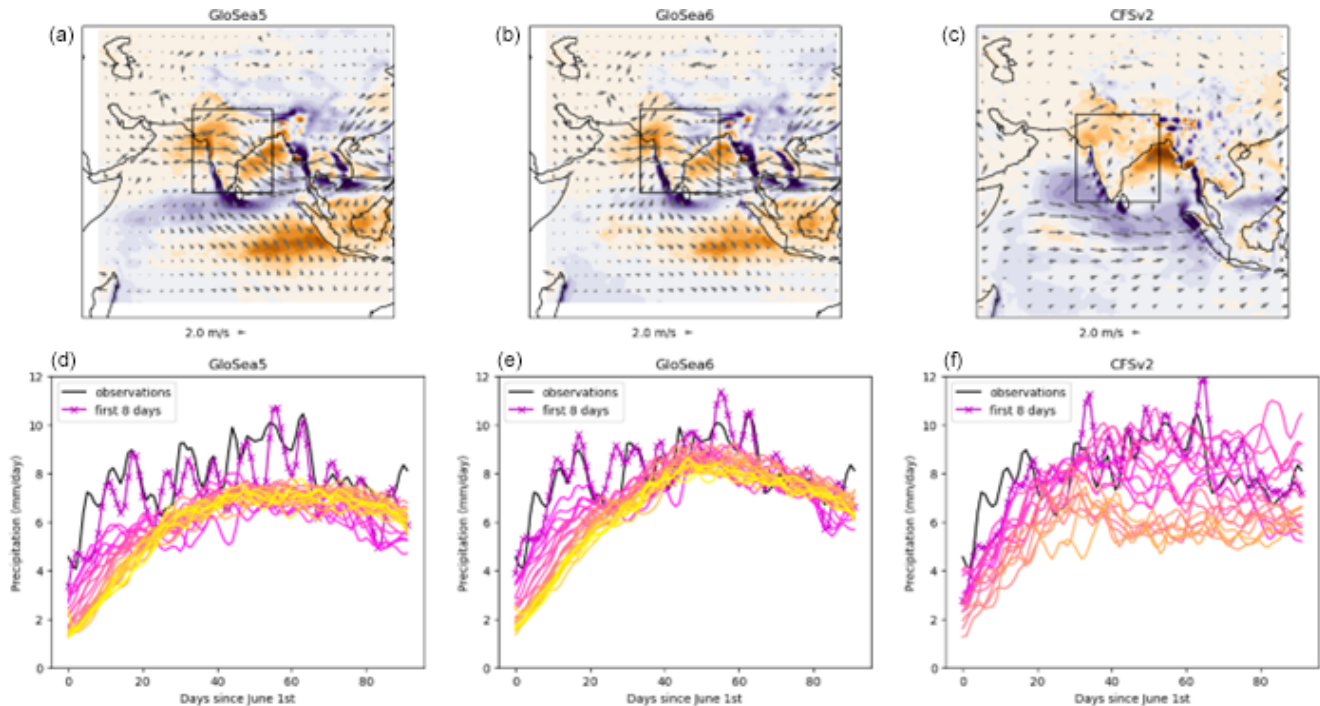 GloSea5
GloSea6
CFSv2
(a)
(b)
(c)
2.0 m/s
2.0 m/s
2.0 m/s
(d)
GloSea5
(e)
GloSea6
(f)
CFSv2
12
10
8
6
4
2
0
Precipitation (mm/day)
observations
first 8 days
0
20
40
60
80
Days since June 1st
12
10
8
6
4
2
0
Precipitation (mm/day)
observations
first 8 days
0
20
40
60
80
Days since June 1st
12
10
8
6
4
2
0
Precipitation (mm/day)
observations
first 8 days
0
20
40
60
80
Days since June 1st